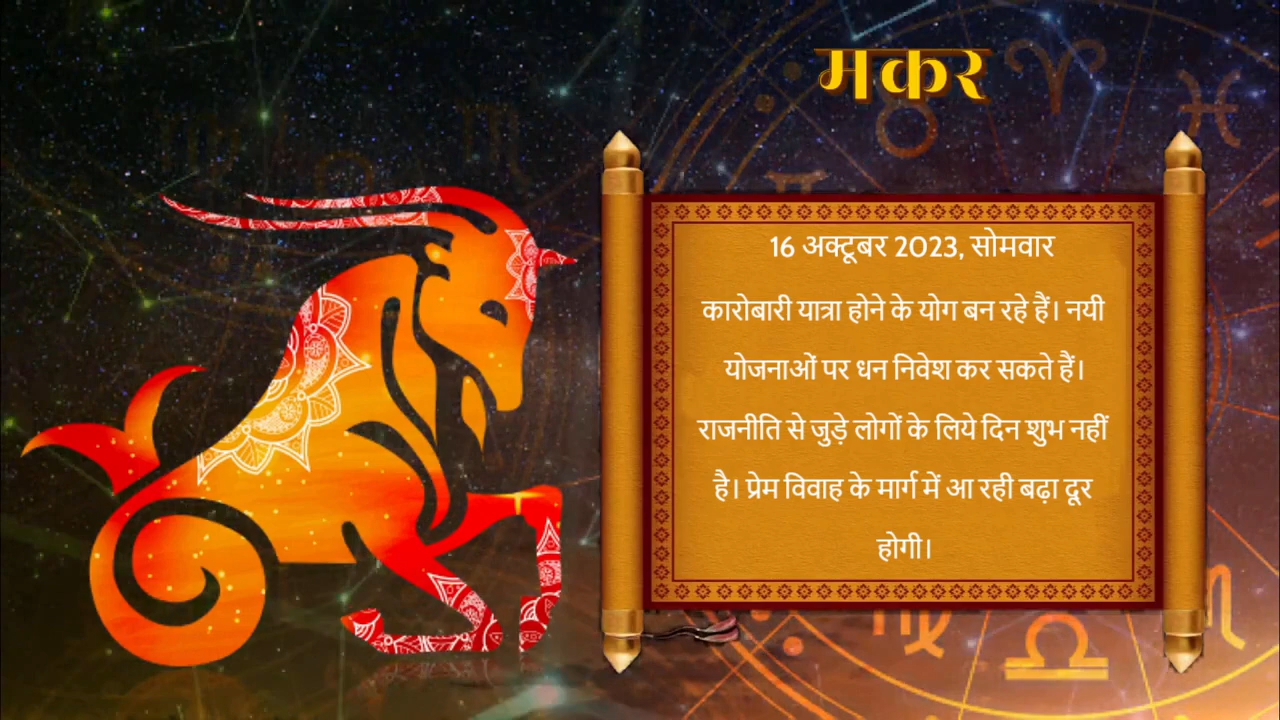 मकर
16 अक्टूबर 2023, सोमवार
कारोबारी यात्रा होने के योग बन रहे हैं। नयी
योजनाओं पर धन निवेश कर सकते हैं।
राजनीति से जुड़े लोगों के लिये दिन शुभ नहीं
है। प्रेम विवाह के मार्ग में आ रही बढ़ा दूर
होगी।